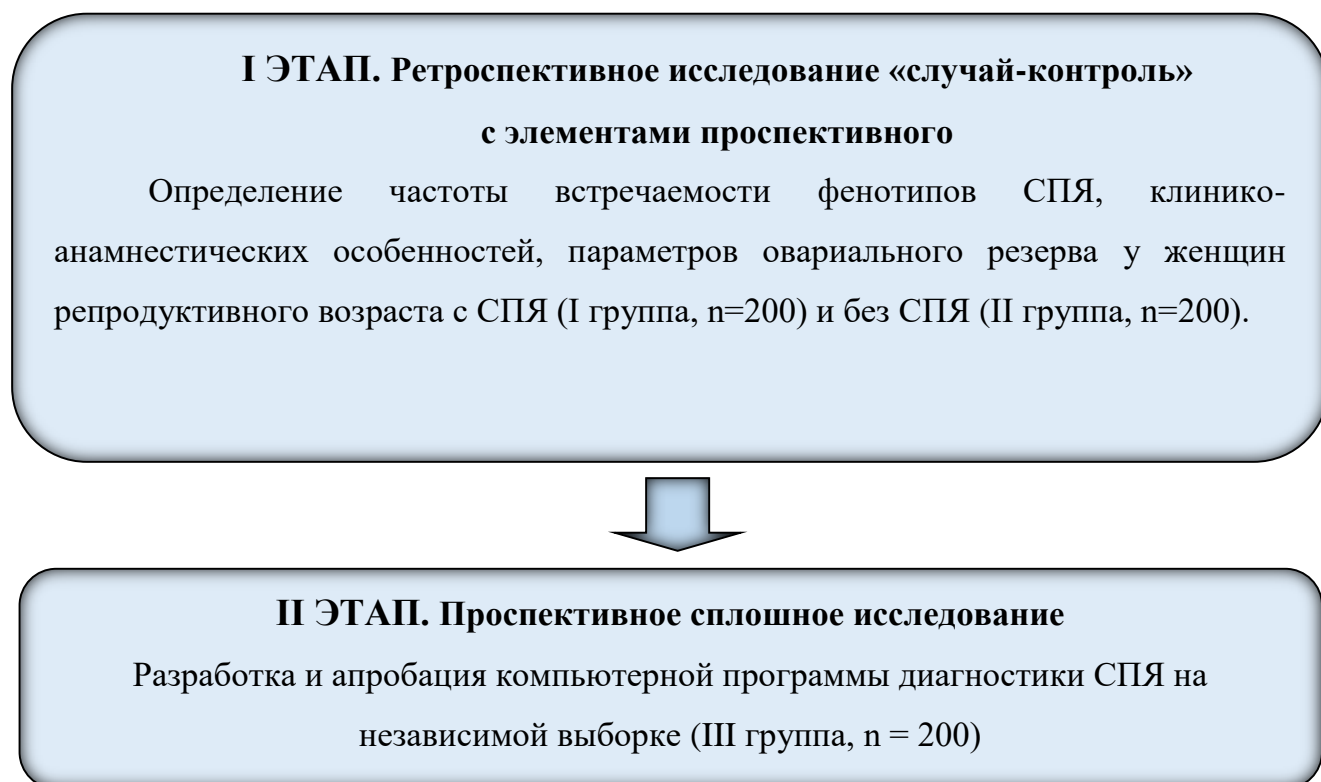 I ЭТАП. Ретроспективное исследование «случай-контроль»
с элементами проспективного
Определение частоты встречаемости фенотипов СПЯ, клинико-
анамнестических особенностей, параметров овариального резерва у женщин
репродуктивного возраста с СПЯ (I группа, n=200) и без СПЯ (II группа, n=200).
II ЭТАП. Проспективное сплошное исследование
Разработка и апробация компьютерной программы диагностики СПЯ на
независимой выборке (III группа, n = 200)